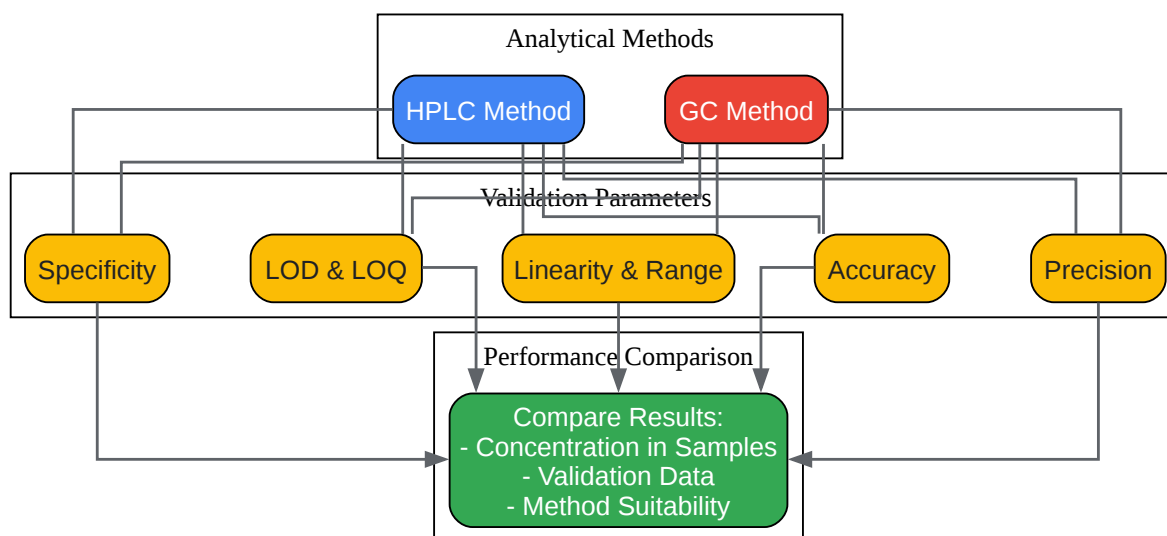 Analytical Methods
HPLC Method
GC Method
Validation Parameters
Specificity
LOD & LOQ
Linearity & Range
Accuracy
Precision
Performance Comparison
Compare Results:
- Concentration in Samples
- Validation Data
- Method Suitability